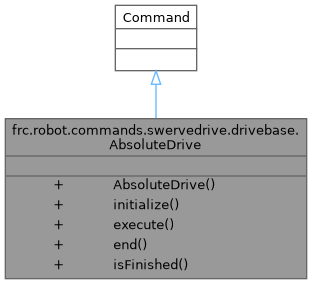 Command
frc.robot.commands.swervedrive.drivebase.
AbsoluteDrive
+ AbsoluteDrive()
+ initialize()
+ execute()
+ end()
+ isFinished()